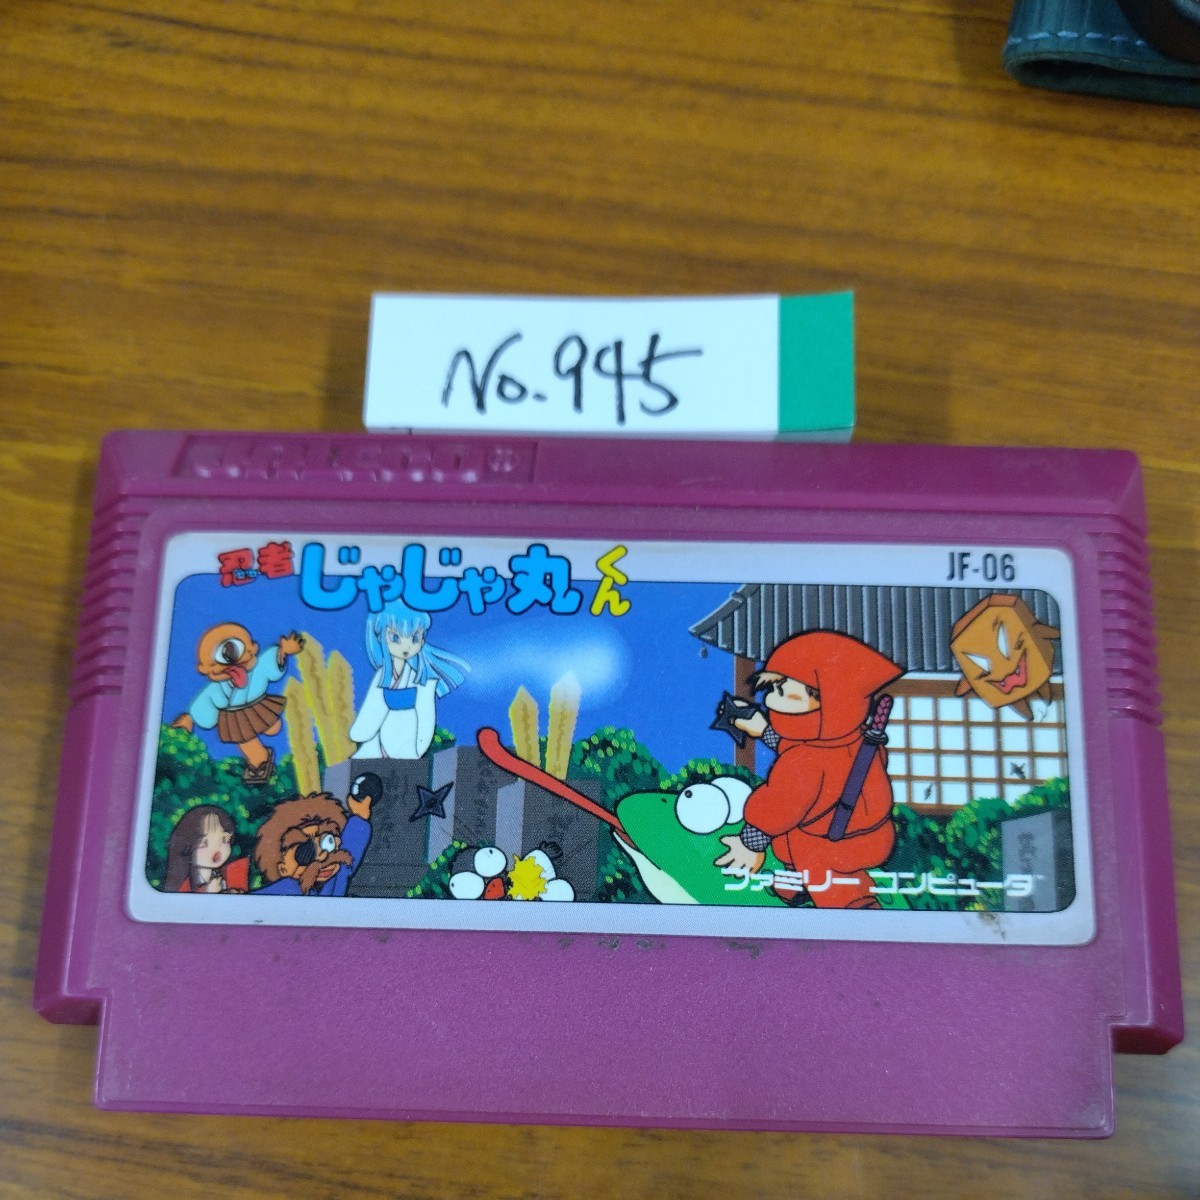 No.945
忍者じゃじゃ丸くん
JF-06
ファミリー コンピュータ